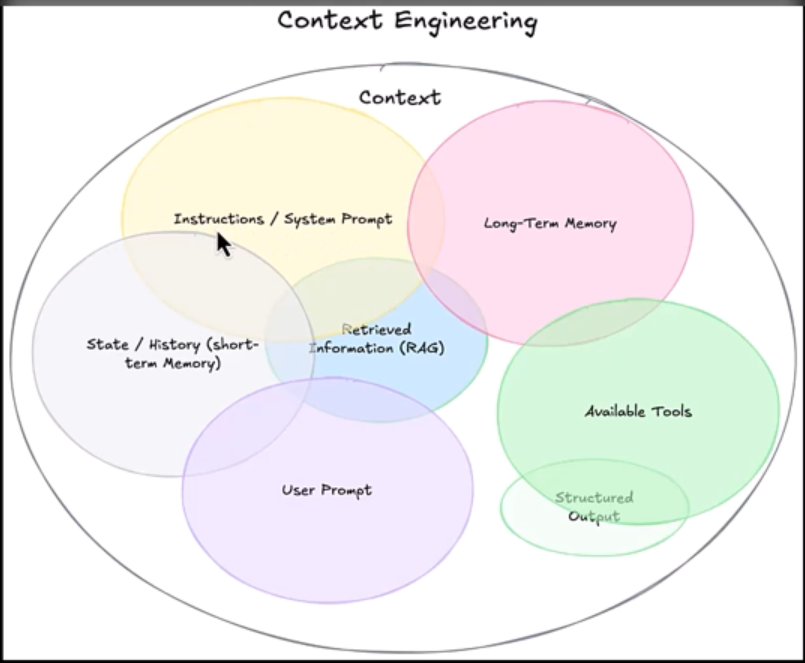 Context Engineering
Context
Instructions / System Prompt
Long-Term Memory
State / History (short-
term Memory)
Retrieved
Information (RAG)
Available Tools
User Prompt
Structured
Output